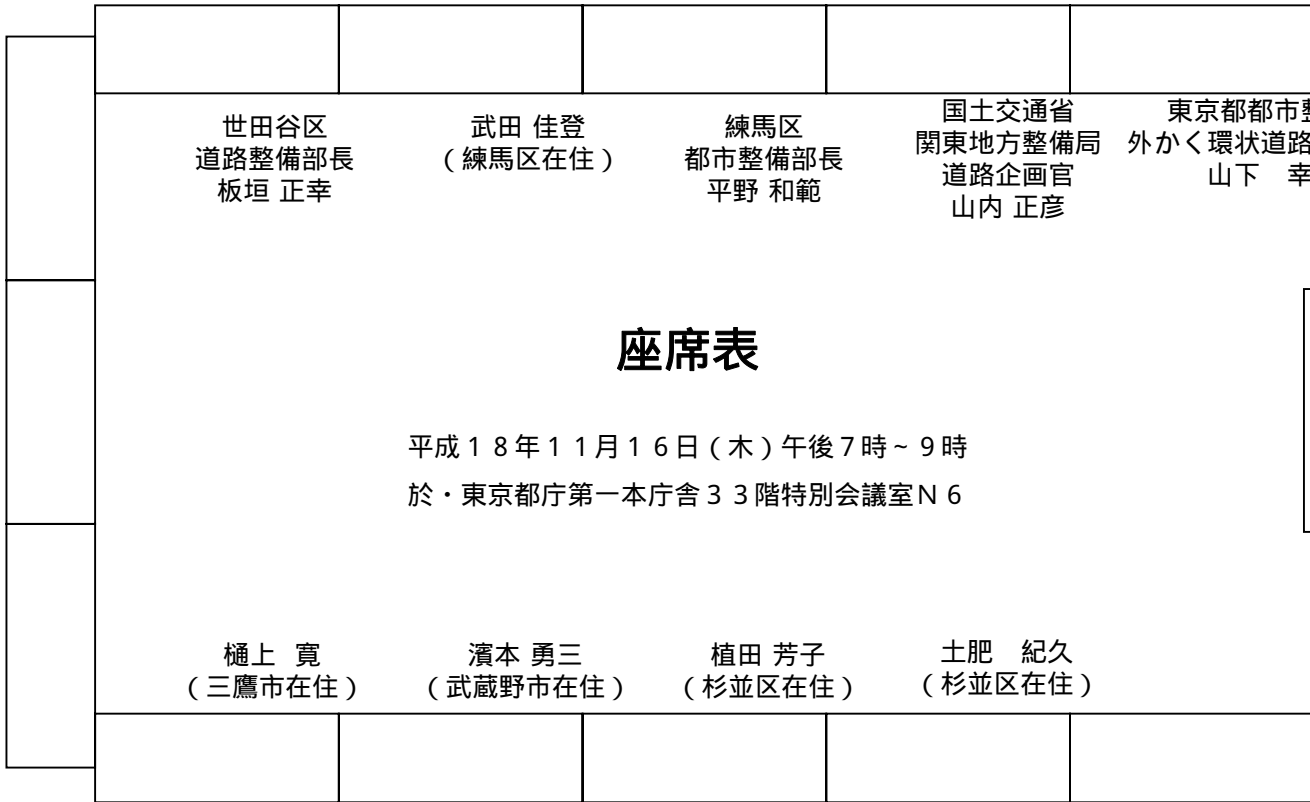 世田谷区
道路整備部長
板垣 正幸
武田 佳登
（練馬区在住）
練馬区
都市整備部長
平野 和範
国土交通省
関東地方整備局
道路企画官
山内 正彦
東京都都市整
外かく環状道路
山下　幸
座席表
平成１８年１１月１６日（木）午後７時～９時
於・東京都庁第一本庁舎３３階特別会議室Ｎ６
樋上 寛
（三鷹市在住）
濱本 勇三
（武蔵野市在住）
植田 芳子
（杉並区在住）
土肥　紀久
（杉並区在住）